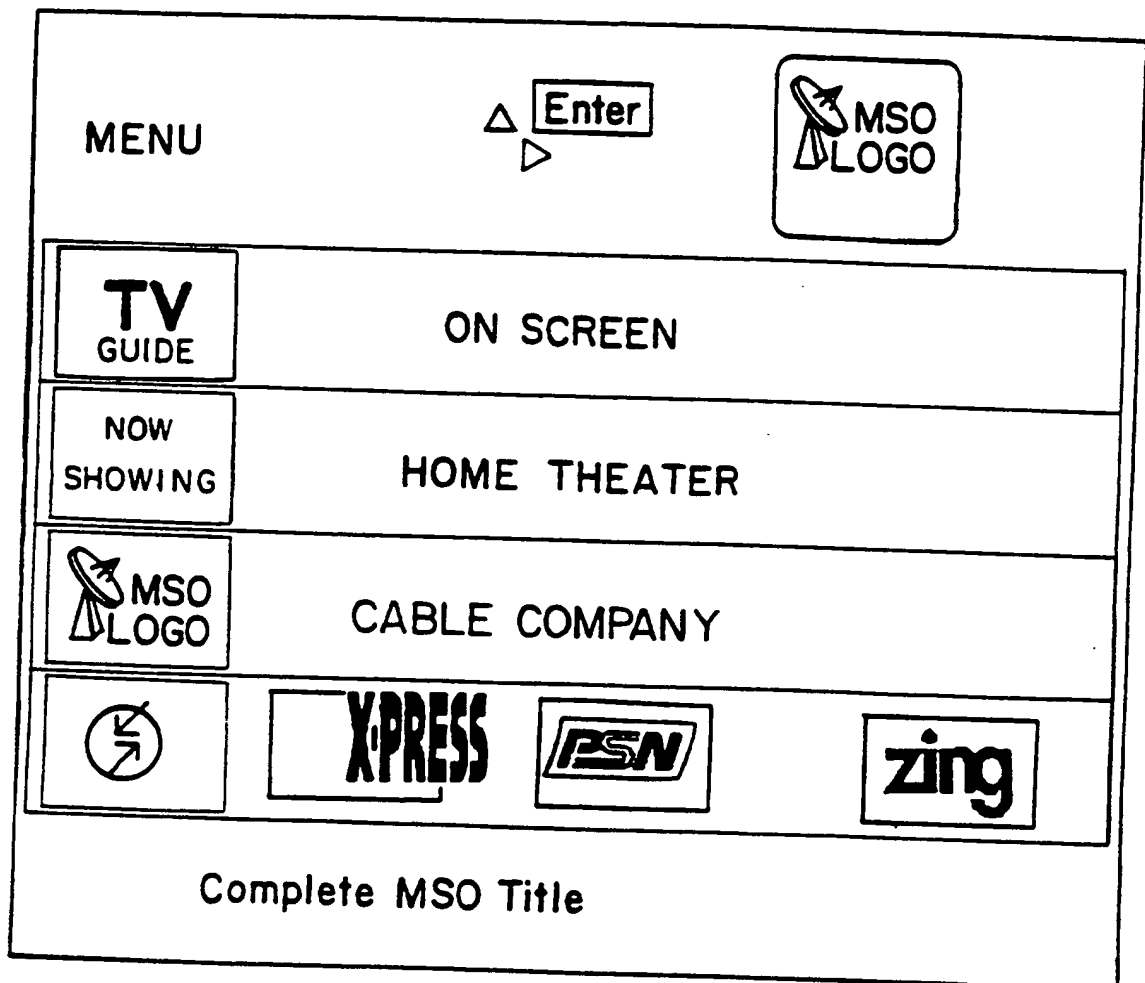 MENU
Enter
MSO
LOGO
TV
GUIDE
ON SCREEN
NOW
SHOWING
HOME THEATER
MSO
LOGO
CABLE COMPANY
X·PRESS
PSN
zing
Complete MSO Title